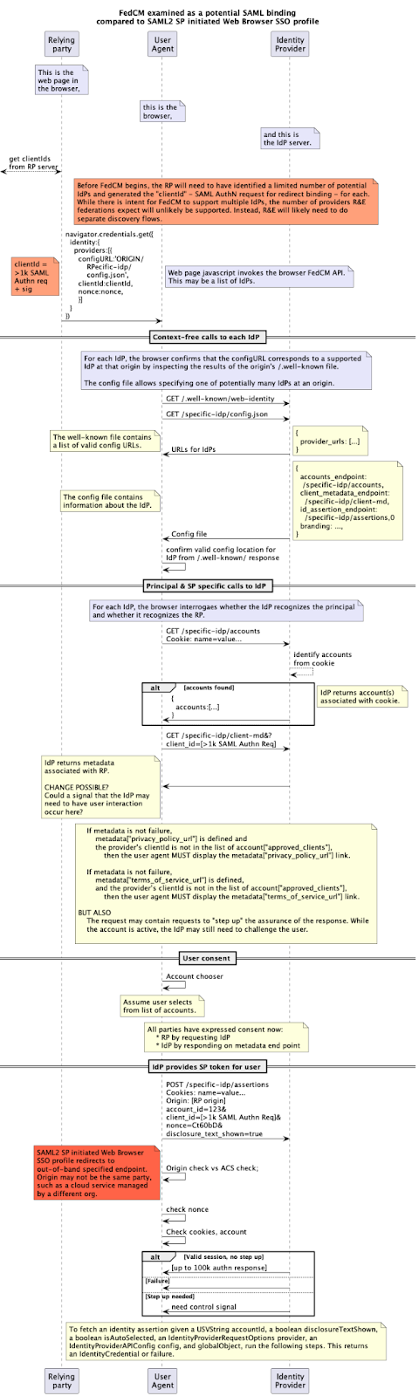 FedCM examined as a potential SAML binding
compared to SAML2 SP initiated Web Browser SSO profile
Relying
party
User
Agent
Identity
Provider
This is the
web page in
the browser,
this is the
browser,
and this
is the
IdP server.
get clientIds
from RP server
Before FedCM begins, the RP will need to have identified a limited number of potential
IdPs and generated the "clientId" - SAML AuthN request for redirect binding - for each.
While there is intent for FedCM to support multiple IdPs, the number of providers R&E
federations expect will unlikely be supported. Instead, R&E will likely need to do
separate discovery flows.
clientId =
>1k SAML
Authn req
+ sig
navigator.credentials.get({
identity:{
providers:[{
configURL:'ORIGIN/
RPecific-idp/
config.json',
clientID:clientId,
nonce:nonce,
}]
}
})
Web page javascript invokes the browser FedCM API.
This may be a list of IdPs.
Context-free calls to each IdP
For each IdP, the browser confirms that the configURL corresponds to a supported
IdP at that origin by inspecting the results of the origin's /.well-known file.
The config file allows specifying one of potentially many IdPs at an origin.
GET /.well-known/web-identity
GET /specific-idp/config.json
The well-known file contains
a list of valid config URLs.
{
provider_urls: [...]
}
URLs for IdPs
The config file contains
information about the IdP.
{
accounts_endpoint:
/specific-idp/accounts,
client_metadata_endpoint:
/specific-idp/client-md,
id_assertion_endpoint:
/specific-idp/assertions,0
branding: ...,
}
Config file
confirm valid config location for
IdP from /.well-known/ response
Principal & SP specific calls to IdP
For each IdP, the browser interrogaes whether the IdP recognizes the principal
and whether it recognizes the RP.
GET /specific-idp/accounts
Cookie: name=value...
identify accounts
from cookie
alt [accounts found]
{
accounts:[...]
}
IdP returns account(s)
associated with cookie.
GET /specific-idp/client-md&?
client_id=[>1k SAML Authn Req]
IdP returns metadata
associated with RP.
CHANGE POSSIBLE?
Could a signal that the IdP may
need to have user interaction
occur here?
If metadata is not failure,
metadata["privacy_policy_url"] is defined and
the provider's clientId is not in the list of account["approved_clients"],
then the user agent MUST display the metadata["privacy_policy_url"] link.
If metadata is not failure,
metadata["terms_of_service_url"] is defined,
and the provider's clientId is not in the list of account["approved_clients"],
then the user agent MUST display the metadata["terms_of_service_url"] link.
BUT ALSO
The request may contain requests to "step up" the assurance of the response. While
the account is active, the IdP may still need to challenge the user.
User consent
Account chooser
Assume user selects
from list of accounts.
All parties have expressed consent now:
* RP by requesting IdP
* IdP by responding on metadata end point
IdP provides SP token for user
POST /specific-idp/assertions
Cookies: name=value...
Origin: [RP origin]
account_id=123&
client_id=[>1k SAML Authn Req]&
nonce=Ct60bD&
disclosure_text_shown=true
SAML2 SP initiated Web Browser
SSO profile redirects to
out-of-band specified endpoint.
Origin may not be the same party,
such as a cloud service managed
by a different org.
Origin check vs ACS check;
check nonce
Check cookies, account
alt [Valid session, no step up]
[up to 100k authn response]
[Failure]
[Step up needed]
need control signal
To fetch an identity assertion given a USVString accountId, a boolean disclosureTextShown,
a boolean isAutoSelected, an IdentityProviderRequestOptions provider, an
IdentityProviderAPIConfig config, and globalObject, run the following steps. This returns
an IdentityCredential or failure.
Relying
party
User
Agent
Identity
Provider